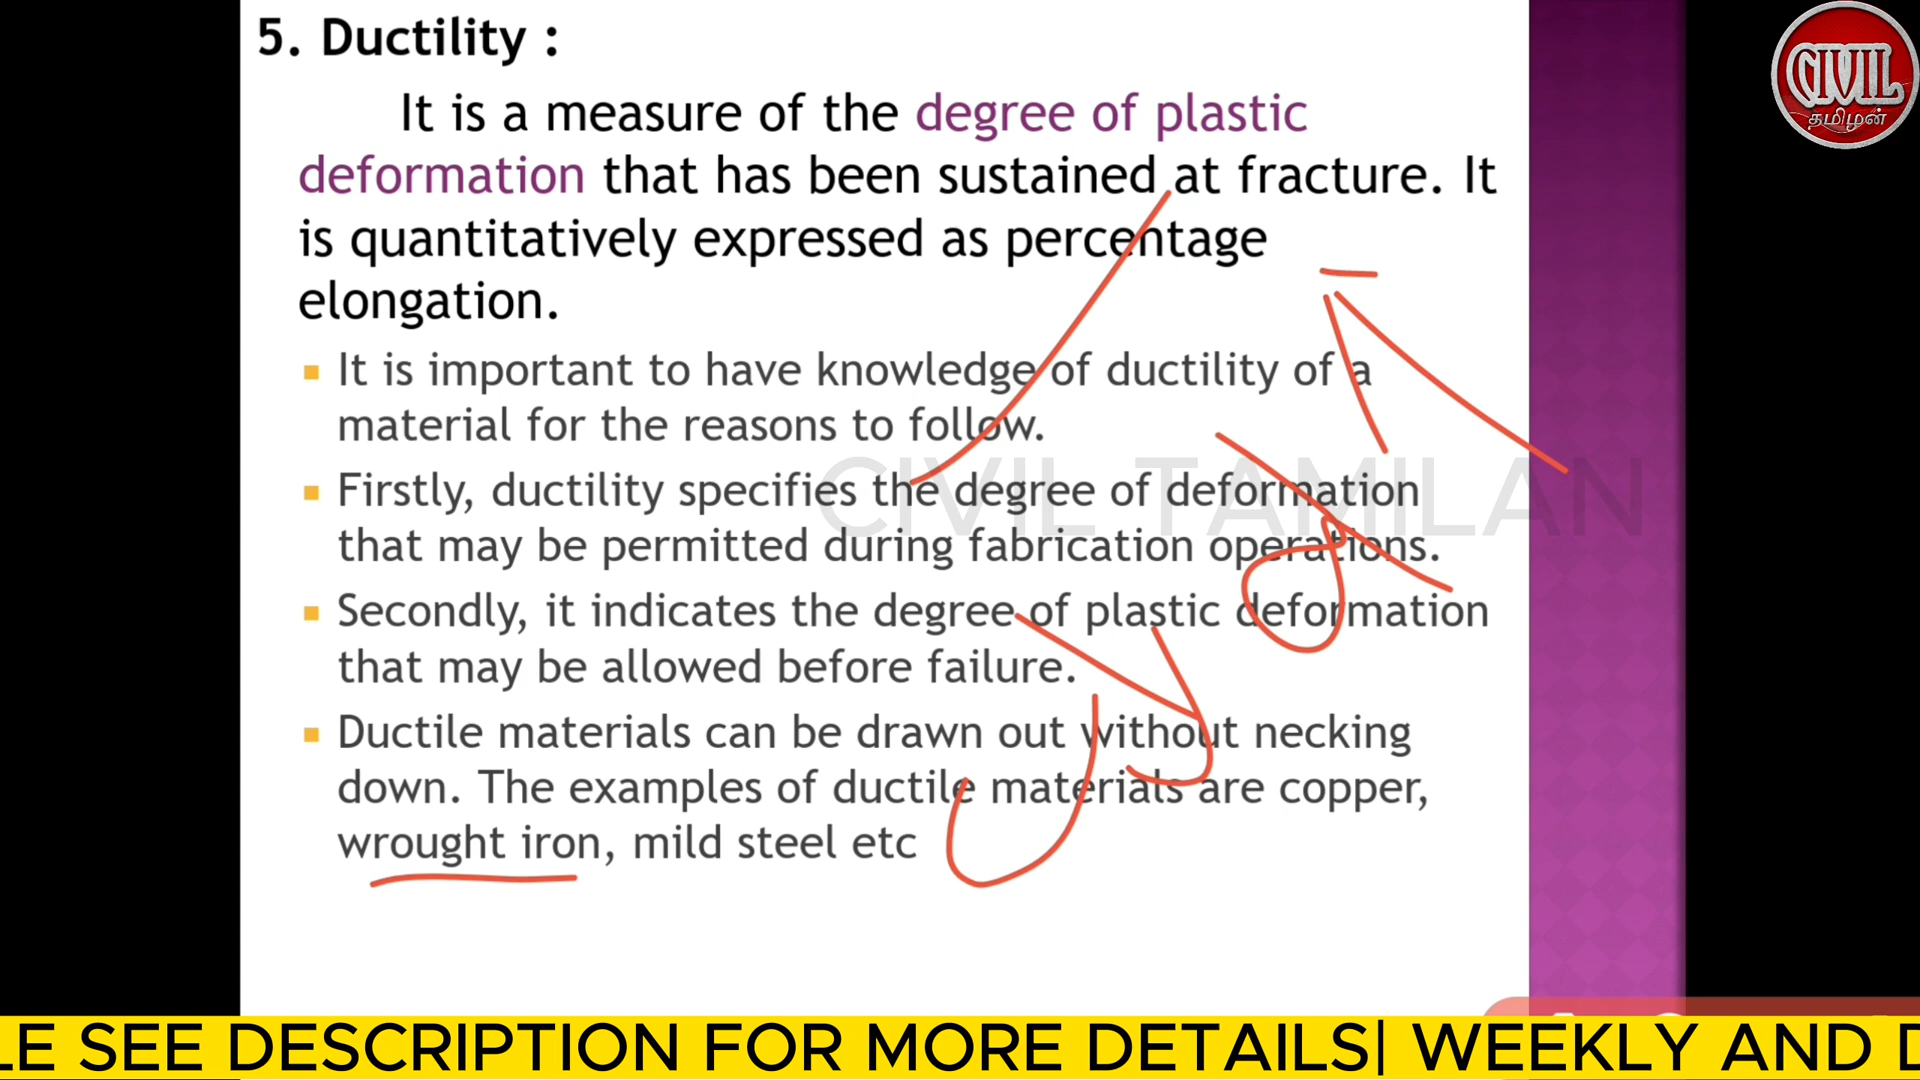 5. Ductility :
It is a measure of the degree of plastic
deformation that has been sustained at fracture. It
is quantitatively expressed as percentage
elongation.
It is important to have knowledge of ductility of a
material for the reasons to follow.
Firstly, ductility specifies the degree of deformation
that may be permitted during fabrication operations.
Secondly, it indicates the degree of plastic deformation
that may be allowed before failure.
Ductile materials can be drawn out without necking
down. The examples of ductile materials are copper,
wrought iron, mild steel etc
CIVIL TAMILAN
CIVIL
தமிழன்
LE SEE DESCRIPTION FOR MORE DETAILS| WEEKLY AND D